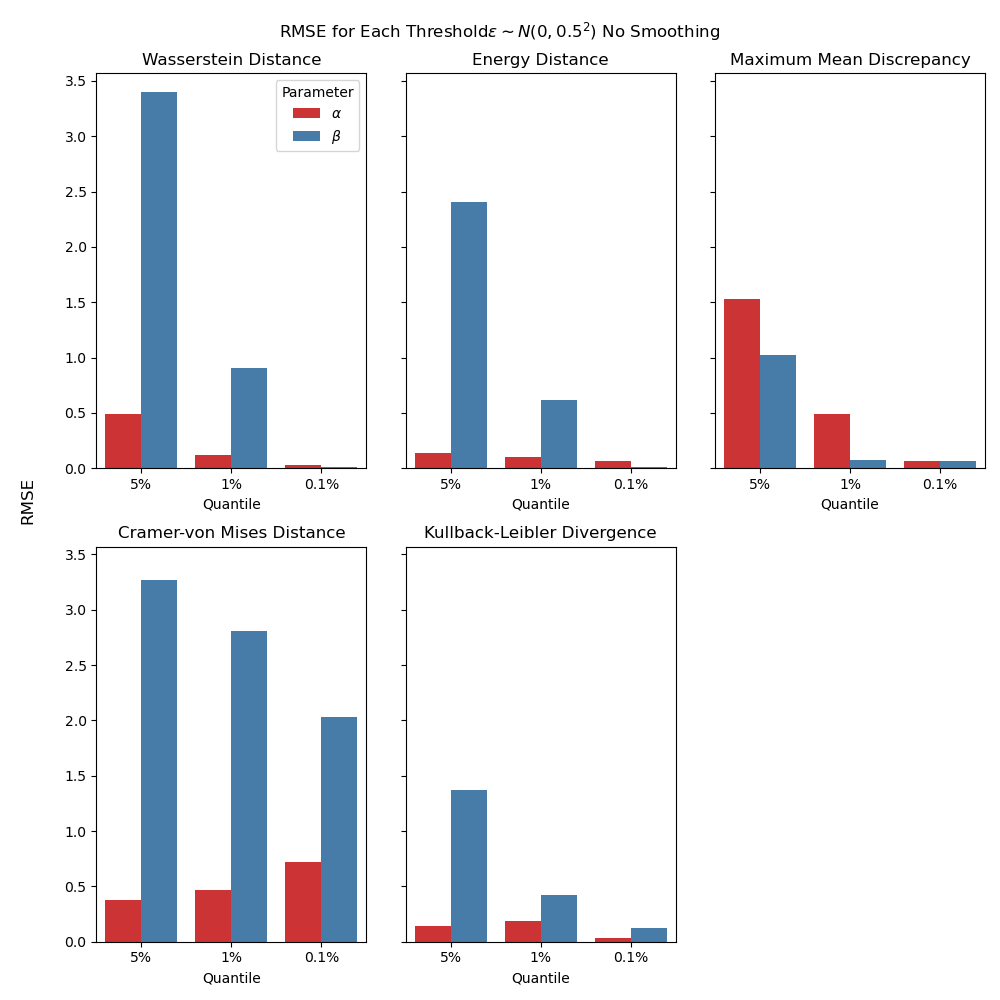 RMSE for Each Thresholdε ~ N(0, 0.5²) No Smoothing
Wasserstein Distance
3.5
3.0
2.5
2.0
1.5
1.0
0.5
0.0
Parameter
α
β
5% 1% 0.1%
Quantile
Energy Distance
5% 1% 0.1%
Quantile
Maximum Mean Discrepancy
5% 1% 0.1%
Quantile
RMSE
Cramer-von Mises Distance
3.5
3.0
2.5
2.0
1.5
1.0
0.5
0.0
5% 1% 0.1%
Quantile
Kullback-Leibler Divergence
5% 1% 0.1%
Quantile